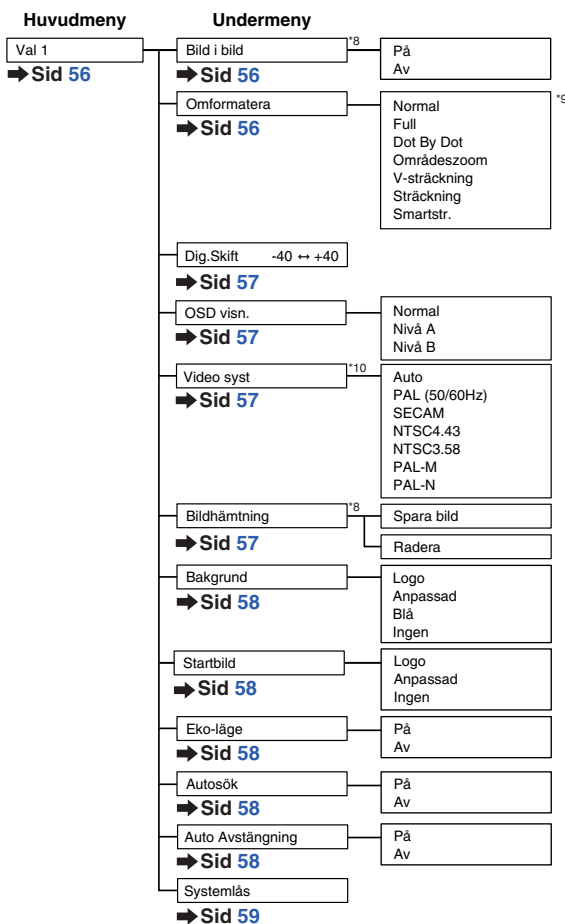 Huvudmeny Undermeny
Val 1
➡Sid 56
Bild i bild *8
På
Av
➡Sid 56
Omformatera
Normal *9
Full
Dot By Dot
Områdeszoom
V-sträckning
Sträckning
Smartstr.
➡Sid 56
Dig.Skift -40 ↔ +40
➡Sid 57
OSD visn.
Normal
Nivå A
Nivå B
➡Sid 57
Video syst *10
Auto
PAL (50/60Hz)
SECAM
NTSC4.43
NTSC3.58
PAL-M
PAL-N
➡Sid 57
Bildhämtning *8
Spara bild
Radera
➡Sid 57
Bakgrund
Logo
Anpassad
Blå
Ingen
➡Sid 58
Startbild
Logo
Anpassad
Ingen
➡Sid 58
Eko-läge
På
Av
➡Sid 58
Autosök
På
Av
➡Sid 58
Auto Avstängning
På
Av
➡Sid 58
Systemlås
➡Sid 59